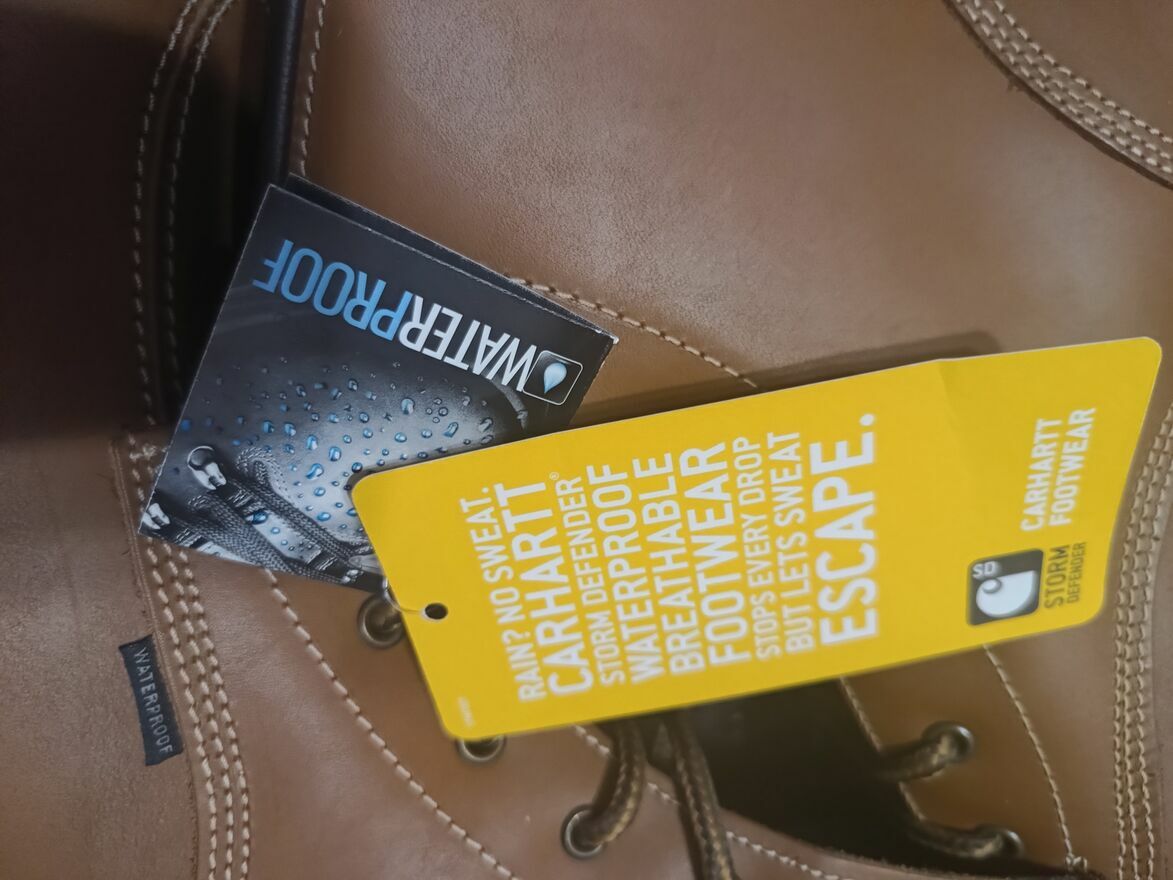 WATERPROOF
RAIN? NO SWEAT.
CARHARTT
STORM DEFENDER®
WATERPROOF
BREATHABLE
FOOTWEAR
STOPS EVERY DROP
BUT LETS SWEAT
ESCAPE.
SD
STORM
DEFENDER
CARHARTT
FOOTWEAR
WATERPROOF